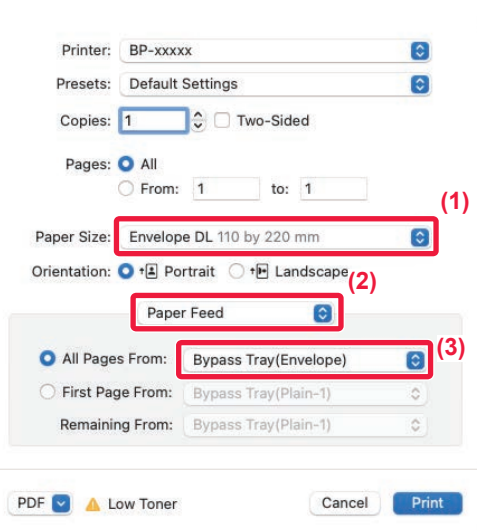 Printer: BP-xxxxx
Presets: Default Settings
Copies: 1 Two-Sided
Pages: All
From: 1 to: 1
(1)
Paper Size: Envelope DL 110 by 220 mm
Orientation: Portrait Landscape
(2)
Paper Feed
(3)
All Pages From: Bypass Tray(Envelope)
First Page From: Bypass Tray(Plain-1)
Remaining From: Bypass Tray(Plain-1)
PDF Low Toner Cancel Print